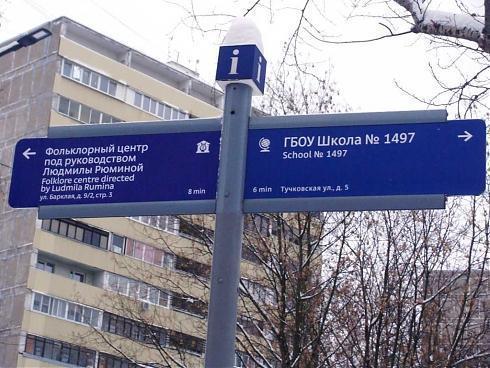 i i
← Фольклорный центр
под руководством
Людмилы Рюминой
Folklore centre directed
by Ludmila Rumina
ул. Барклая, д. 9/2, стр. 3
8 min
ГБОУ Школа № 1497 →
School № 1497
6 min Тучковская ул., д. 5
i